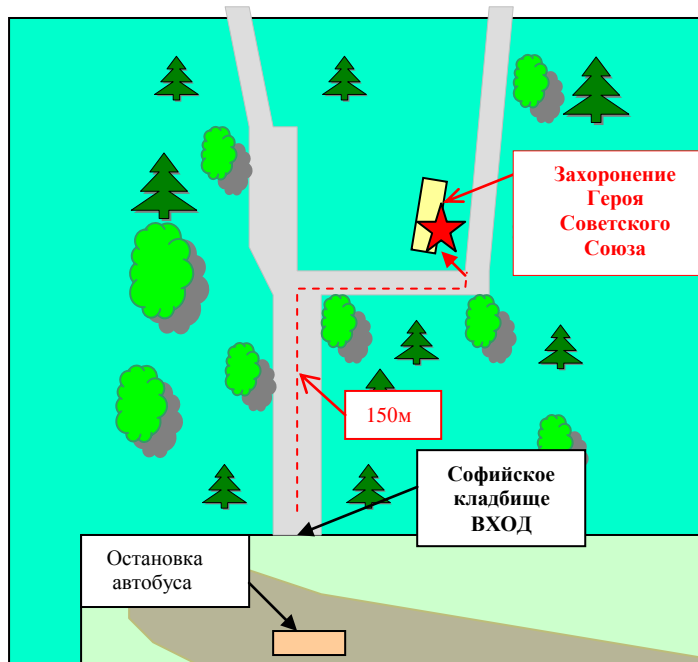 Захоронение
Героя
Советского
Союза
150м
Софийское
кладбище
ВХОД
Остановка
автобуса